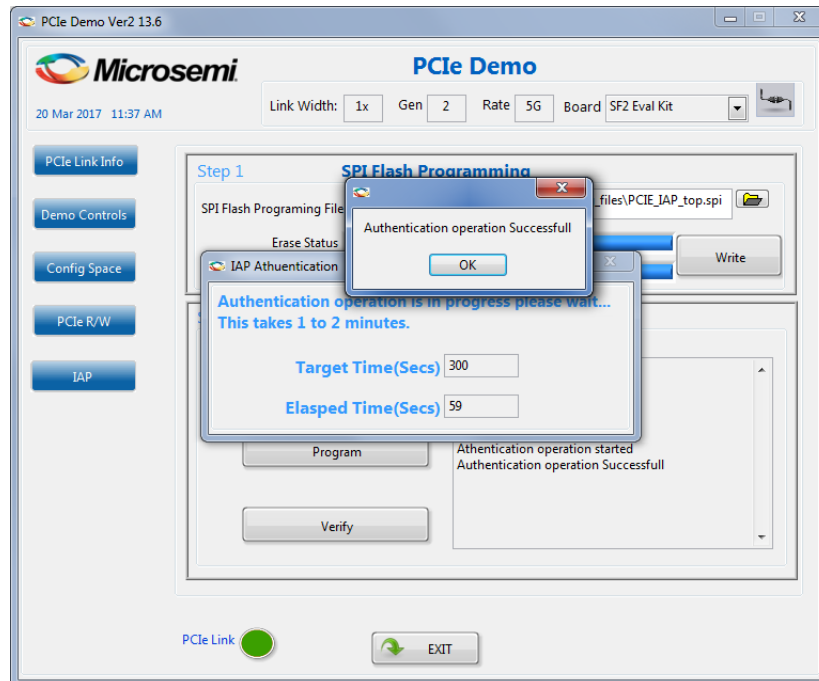 PCIe Demo Ver2 13.6
Microsemi
PCIe Demo
20 Mar 2017 11:37 AM
Link Width: 1x Gen 2 Rate 5G Board SF2 Eval Kit
PCIe Link Info
Demo Controls
Config Space
PCIe R/W
IAP
Step 1
SPI Flash Programming
SPI Flash Programing File
_files\PCIE_IAP_top.spi
Erase Status
Write
Authentication operation Successfull
OK
IAP Athuentication
Authentication operation is in progress please wait...
This takes 1 to 2 minutes.
Target Time(Secs) 300
Elasped Time(Secs) 59
Program
Athentication operation started
Authentication operation Successfull
Verify
PCIe Link
EXIT